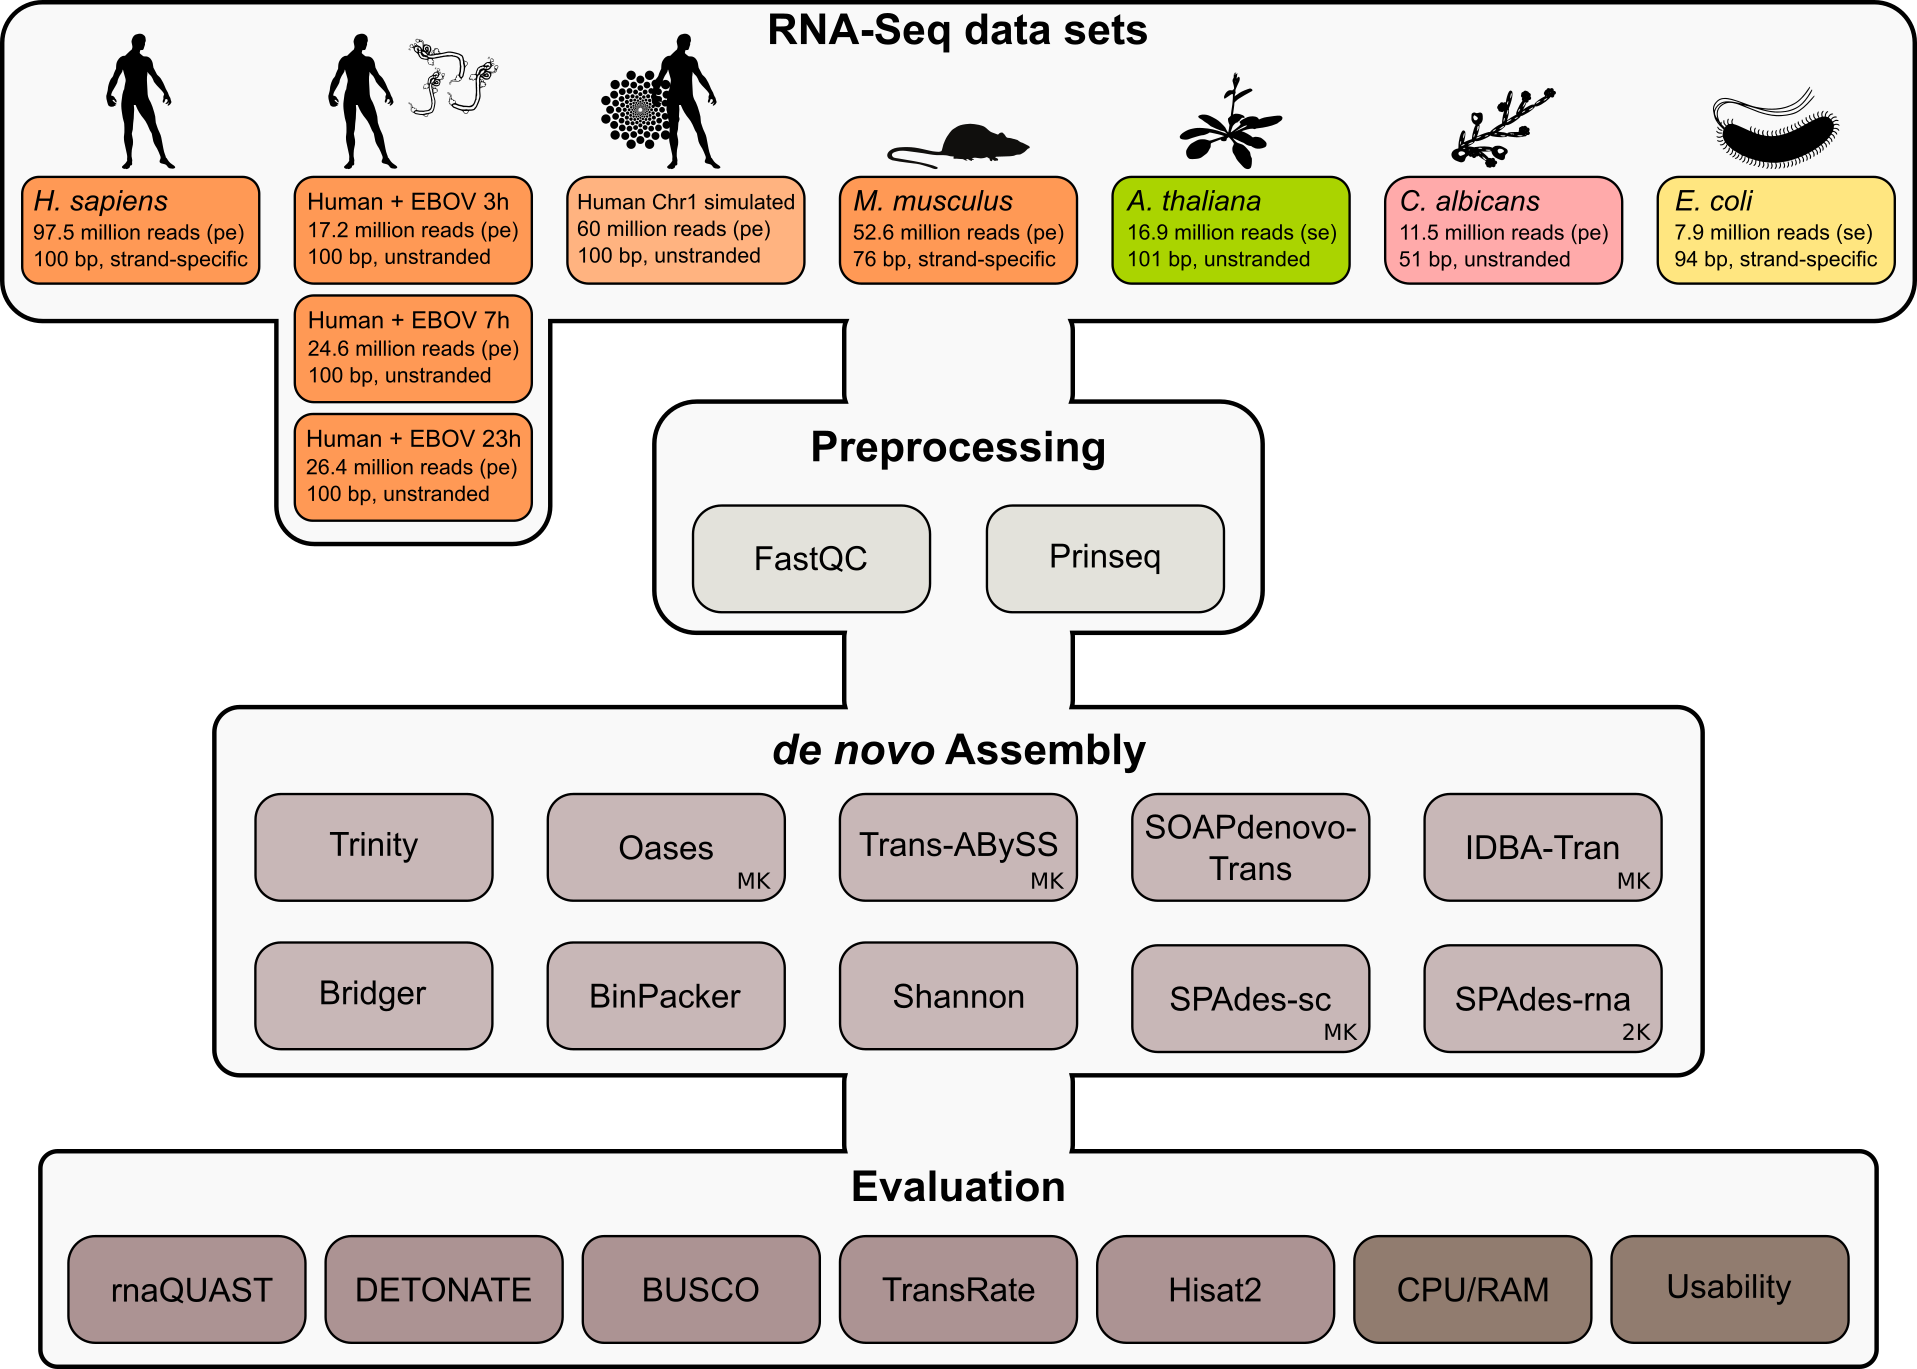 RNA-Seq data sets
H. sapiens
97.5 million reads (pe)
100 bp, strand-specific
Human + EBOV 3h
17.2 million reads (pe)
100 bp, unstranded
Human + EBOV 7h
24.6 million reads (pe)
100 bp, unstranded
Human + EBOV 23h
26.4 million reads (pe)
100 bp, unstranded
Human Chr1 simulated
60 million reads (pe)
100 bp, unstranded
M. musculus
52.6 million reads (pe)
76 bp, strand-specific
A. thaliana
16.9 million reads (se)
101 bp, unstranded
C. albicans
11.5 million reads (pe)
51 bp, unstranded
E. coli
7.9 million reads (se)
94 bp, strand-specific
Preprocessing
FastQC
Prinseq
de novo Assembly
Trinity
Oases
MK
Trans-ABySS
MK
SOAPdenovo-
Trans
IDBA-Tran
MK
Bridger
BinPacker
Shannon
SPAdes-sc
MK
SPAdes-rna
2K
Evaluation
rnaQUAST
DETONATE
BUSCO
TransRate
Hisat2
CPU/RAM
Usability